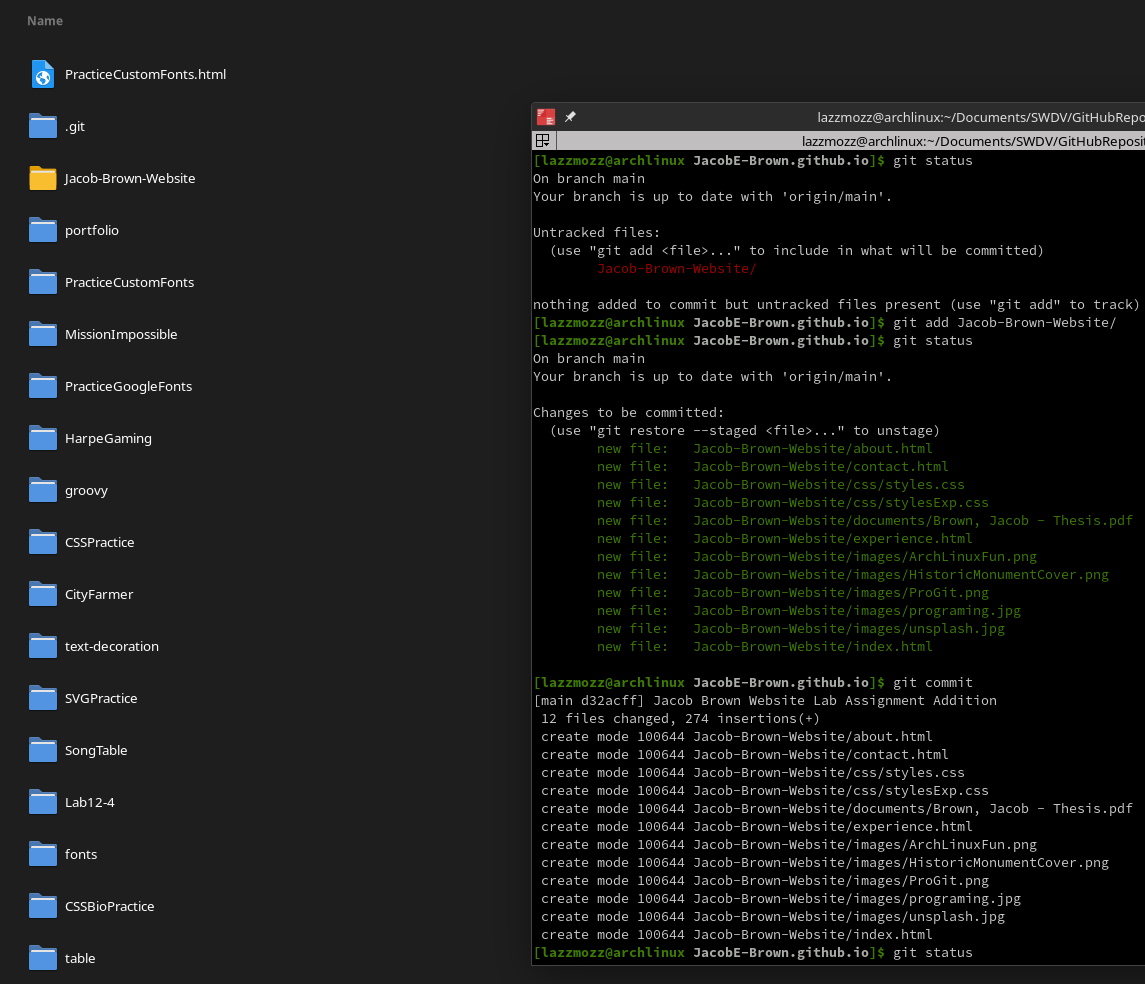 Name
PracticeCustomFonts.html
.git
Jacob-Brown-Website
portfolio
PracticeCustomFonts
MissionImpossible
PracticeGoogleFonts
HarpeGaming
groovy
CSSPractice
CityFarmer
text-decoration
SVGPractice
SongTable
Lab12-4
fonts
CSSBioPractice
table
lazzmozz@archlinux:~/Documents/SWDV/GitHubRepo
lazzmozz@archlinux:~/Documents/SWDV/GitHubReposit
[lazzmozz@archlinux JacobE-Brown.github.io]$ git status
On branch main
Your branch is up to date with 'origin/main'.
Untracked files:
(use "git add <file>..." to include in what will be committed)
Jacob-Brown-Website/
nothing added to commit but untracked files present (use "git add" to track)
[lazzmozz@archlinux JacobE-Brown.github.io]$ git add Jacob-Brown-Website/
[lazzmozz@archlinux JacobE-Brown.github.io]$ git status
On branch main
Your branch is up to date with 'origin/main'.
Changes to be committed:
(use "git restore --staged <file>..." to unstage)
new file:   Jacob-Brown-Website/about.html
new file:   Jacob-Brown-Website/contact.html
new file:   Jacob-Brown-Website/css/styles.css
new file:   Jacob-Brown-Website/css/stylesExp.css
new file:   Jacob-Brown-Website/documents/Brown, Jacob - Thesis.pdf
new file:   Jacob-Brown-Website/experience.html
new file:   Jacob-Brown-Website/images/ArchLinuxFun.png
new file:   Jacob-Brown-Website/images/HistoricMonumentCover.png
new file:   Jacob-Brown-Website/images/ProGit.png
new file:   Jacob-Brown-Website/images/programing.jpg
new file:   Jacob-Brown-Website/images/unsplash.jpg
new file:   Jacob-Brown-Website/index.html
[lazzmozz@archlinux JacobE-Brown.github.io]$ git commit
[main d32acff] Jacob Brown Website Lab Assignment Addition
12 files changed, 274 insertions(+)
create mode 100644 Jacob-Brown-Website/about.html
create mode 100644 Jacob-Brown-Website/contact.html
create mode 100644 Jacob-Brown-Website/css/styles.css
create mode 100644 Jacob-Brown-Website/css/stylesExp.css
create mode 100644 Jacob-Brown-Website/documents/Brown, Jacob - Thesis.pdf
create mode 100644 Jacob-Brown-Website/experience.html
create mode 100644 Jacob-Brown-Website/images/ArchLinuxFun.png
create mode 100644 Jacob-Brown-Website/images/HistoricMonumentCover.png
create mode 100644 Jacob-Brown-Website/images/ProGit.png
create mode 100644 Jacob-Brown-Website/images/programing.jpg
create mode 100644 Jacob-Brown-Website/images/unsplash.jpg
create mode 100644 Jacob-Brown-Website/index.html
[lazzmozz@archlinux JacobE-Brown.github.io]$ git status